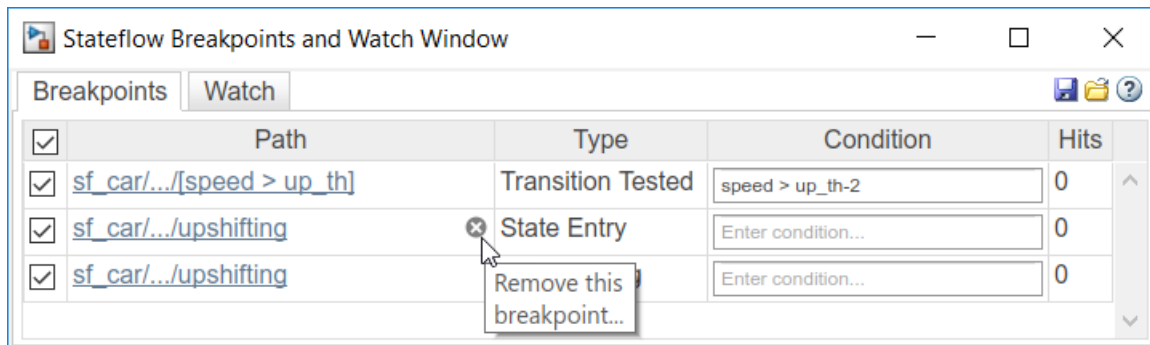 Stateflow Breakpoints and Watch Window
Breakpoints Watch
Path Type Condition Hits
sf_car/.../[speed > up_th] Transition Tested speed > up_th-2 0
sf_car/.../upshifting State Entry Enter condition... 0
sf_car/.../upshifting Enter condition... 0
Remove this
breakpoint...